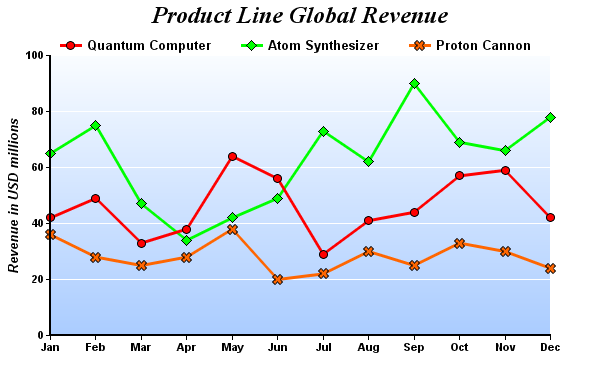 Product Line Global Revenue
Quantum Computer Atom Synthesizer Proton Cannon
Revenue in USD millions
100
80
60
40
20
0
Jan Feb Mar Apr May Jun Jul Aug Sep Oct Nov Dec